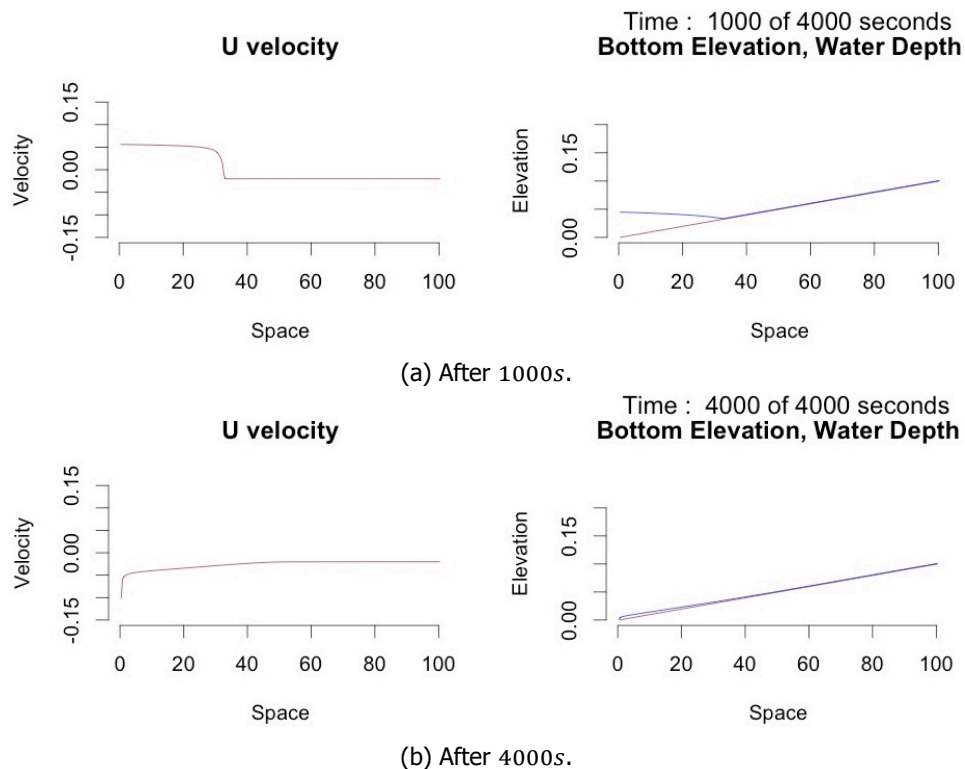 Time :  1000 of 4000 seconds
U velocity
Bottom Elevation, Water Depth
Velocity
0.15
0.00
-0.15
0 20 40 60 80 100
Space
Elevation
0.15
0.00
0 20 40 60 80 100
Space
(a) After 1000s.
Time :  4000 of 4000 seconds
U velocity
Bottom Elevation, Water Depth
Velocity
0.15
0.00
-0.15
0 20 40 60 80 100
Space
Elevation
0.15
0.00
0 20 40 60 80 100
Space
(b) After 4000s.